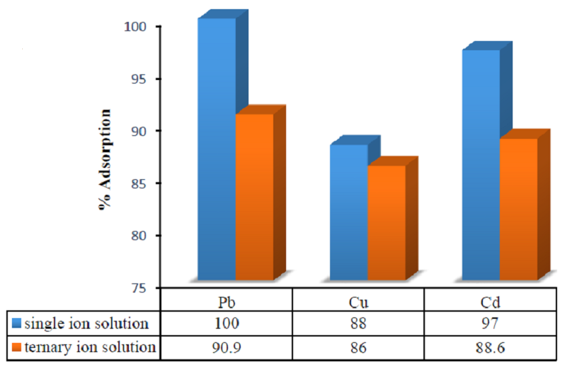 100
95
90
85
80
75
% Adsorption
Pb Cu Cd
single ion solution 100 88 97
ternary ion solution 90.9 86 88.6